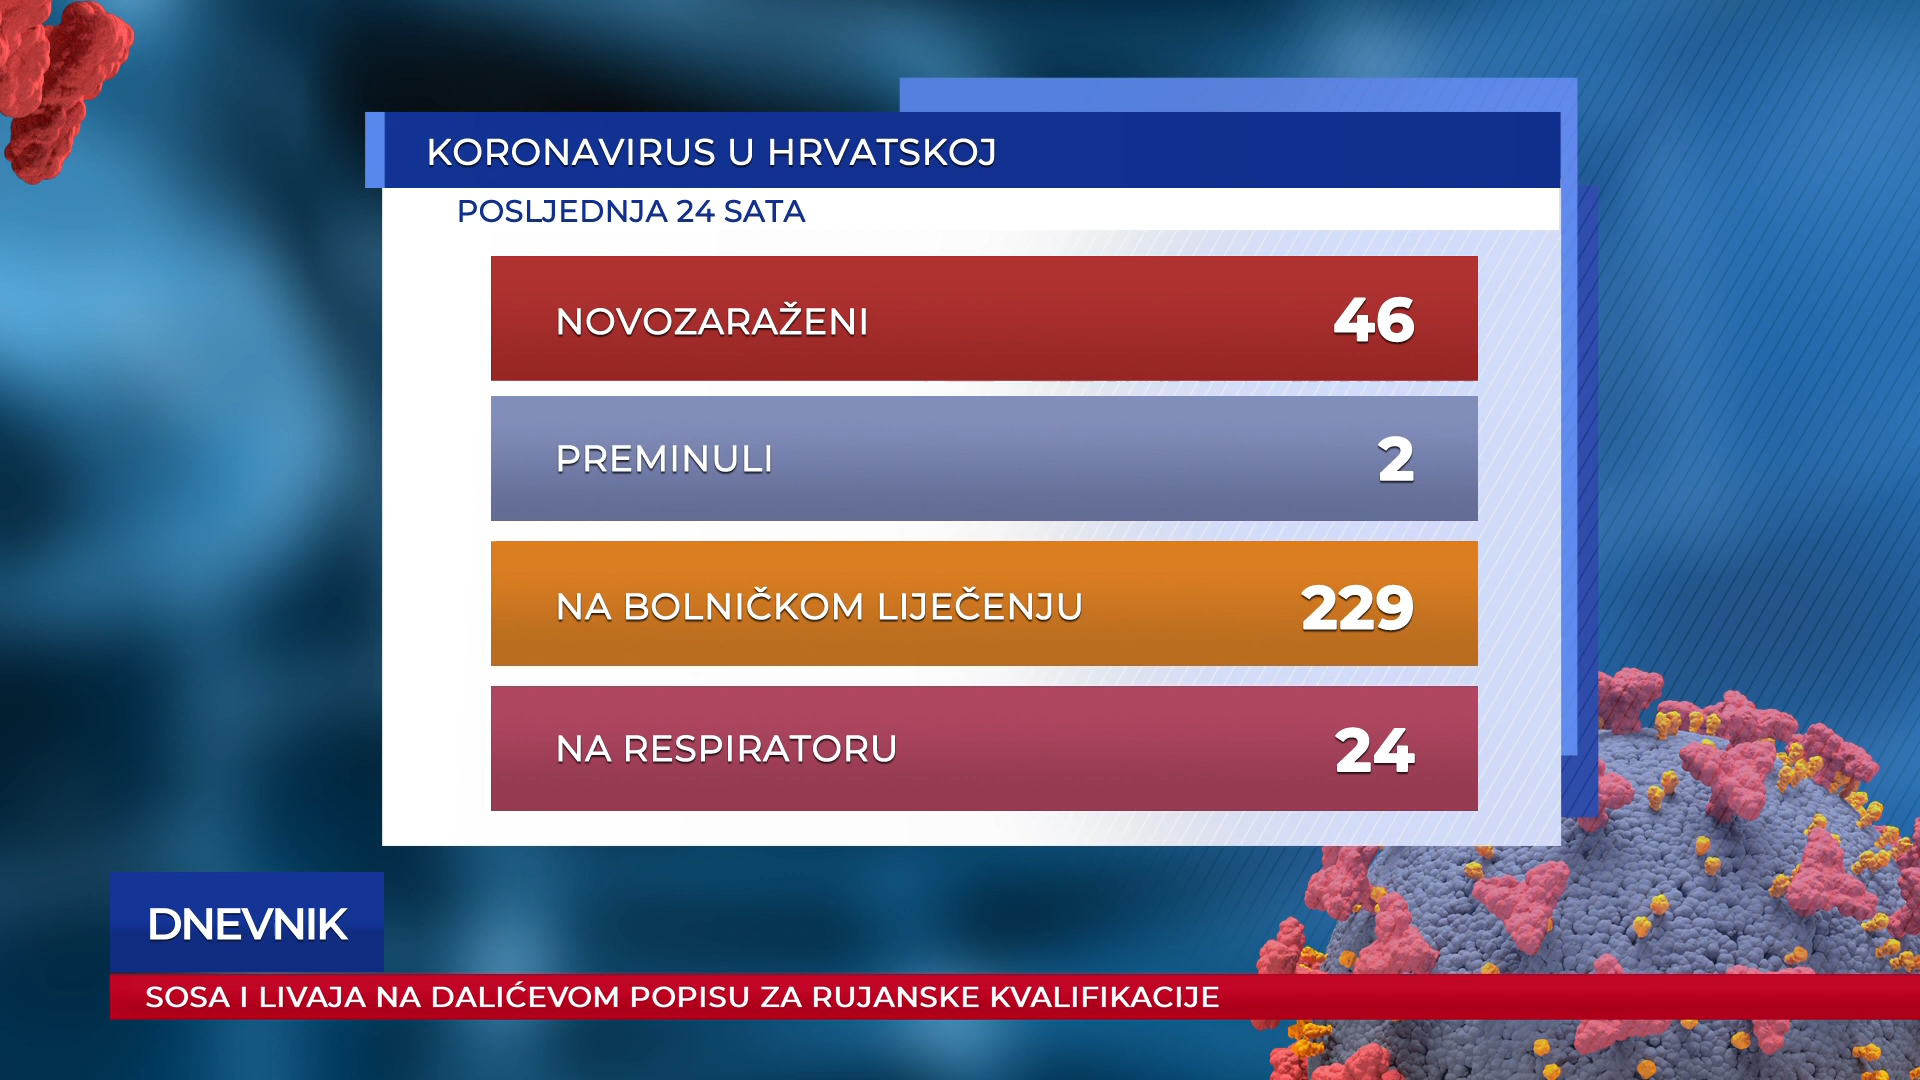 KORONAVIRUS U HRVATSKOJ
POSLJEDNJA 24 SATA
NOVOZARAŽENI 46
PREMINULI 2
NA BOLNIČKOM LIJEČENJU 229
NA RESPIRATORU 24
DNEVNIK
SOSA I LIVAJA NA DALIĆEVOM POPISU ZA RUJANSKE KVALIFIKACIJE